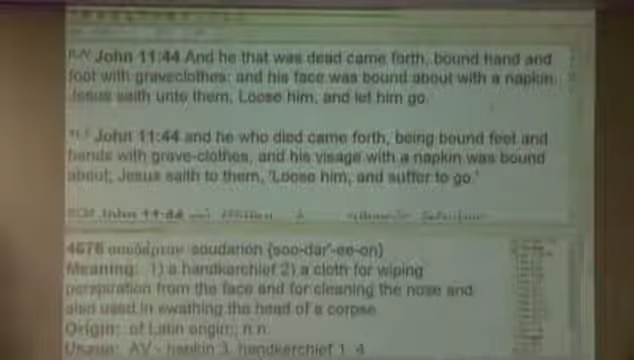 John 11:44 And he that was dead came forth, bound hand and
foot with graveclothes: and his face was bound about with a napkin.
Jesus saith unto them, Loose him, and let him go.
John 11:44 and he who died came forth, being bound feet and
hands with grave-clothes, and his visage with a napkin was bound
about; Jesus saith to them, 'Loose him, and suffer to go.'
John 11:44
4676 σουδάριον soudarion {soo-dar'-ee-on}
Meaning: 1) a handkerchief 2) a cloth for wiping
perspiration from the face and for cleaning the nose and
also used in swathing the head of a corpse
Origin: of Latin origin; n n
Usage: AV - napkin 3, handkerchief 1; 4